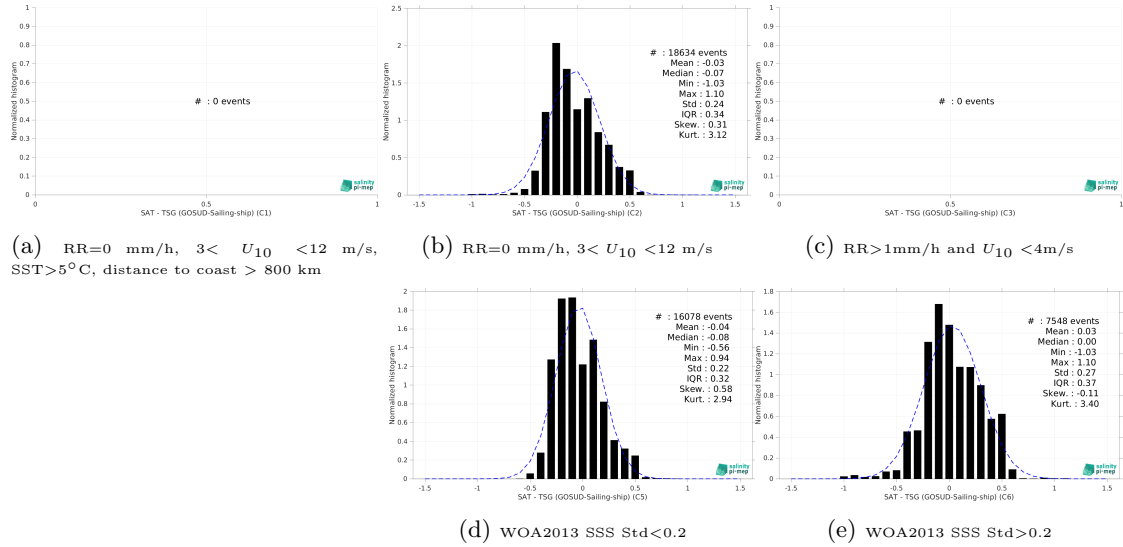 1
0.9
0.8
0.7
0.6
0.5
0.4
0.3
0.2
0.1
0
Normalized histogram
# : 0 events
0 0.5 1
SAT - TSG (GOSUD-Sailing-ship) (C1)
salinity
pi-mep
(a) RR=0 mm/h, 3< U10 <12 m/s,
SST>5°C, distance to coast > 800 km
2.5
2
1.5
1
0.5
0
Normalized histogram
# : 18634 events
Mean : -0.03
Median : -0.07
Min : -1.03
Max : 1.10
Std : 0.24
IQR : 0.34
Skew. : 0.31
Kurt. : 3.12
-1.5 -1 -0.5 0 0.5 1 1.5
SAT - TSG (GOSUD-Sailing-ship) (C2)
salinity
pi-mep
(b) RR=0 mm/h, 3< U10 <12 m/s
1
0.9
0.8
0.7
0.6
0.5
0.4
0.3
0.2
0.1
0
Normalized histogram
# : 0 events
0 0.5 1
SAT - TSG (GOSUD-Sailing-ship) (C3)
salinity
pi-mep
(c) RR>1mm/h and U10 <4m/s
2
1.8
1.6
1.4
1.2
1
0.8
0.6
0.4
0.2
0
Normalized histogram
# : 16078 events
Mean : -0.04
Median : -0.08
Min : -0.56
Max : 0.94
Std : 0.22
IQR : 0.32
Skew. : 0.58
Kurt. : 2.94
-1.5 -1 -0.5 0 0.5 1 1.5
SAT - TSG (GOSUD-Sailing-ship) (C5)
salinity
pi-mep
(d) WOA2013 SSS Std<0.2
1.8
1.6
1.4
1.2
1
0.8
0.6
0.4
0.2
0
Normalized histogram
# : 7548 events
Mean : 0.03
Median : 0.00
Min : -1.03
Max : 1.10
Std : 0.27
IQR : 0.37
Skew. : -0.11
Kurt. : 3.40
-1.5 -1 -0.5 0 0.5 1 1.5
SAT - TSG (GOSUD-Sailing-ship) (C6)
salinity
pi-mep
(e) WOA2013 SSS Std>0.2